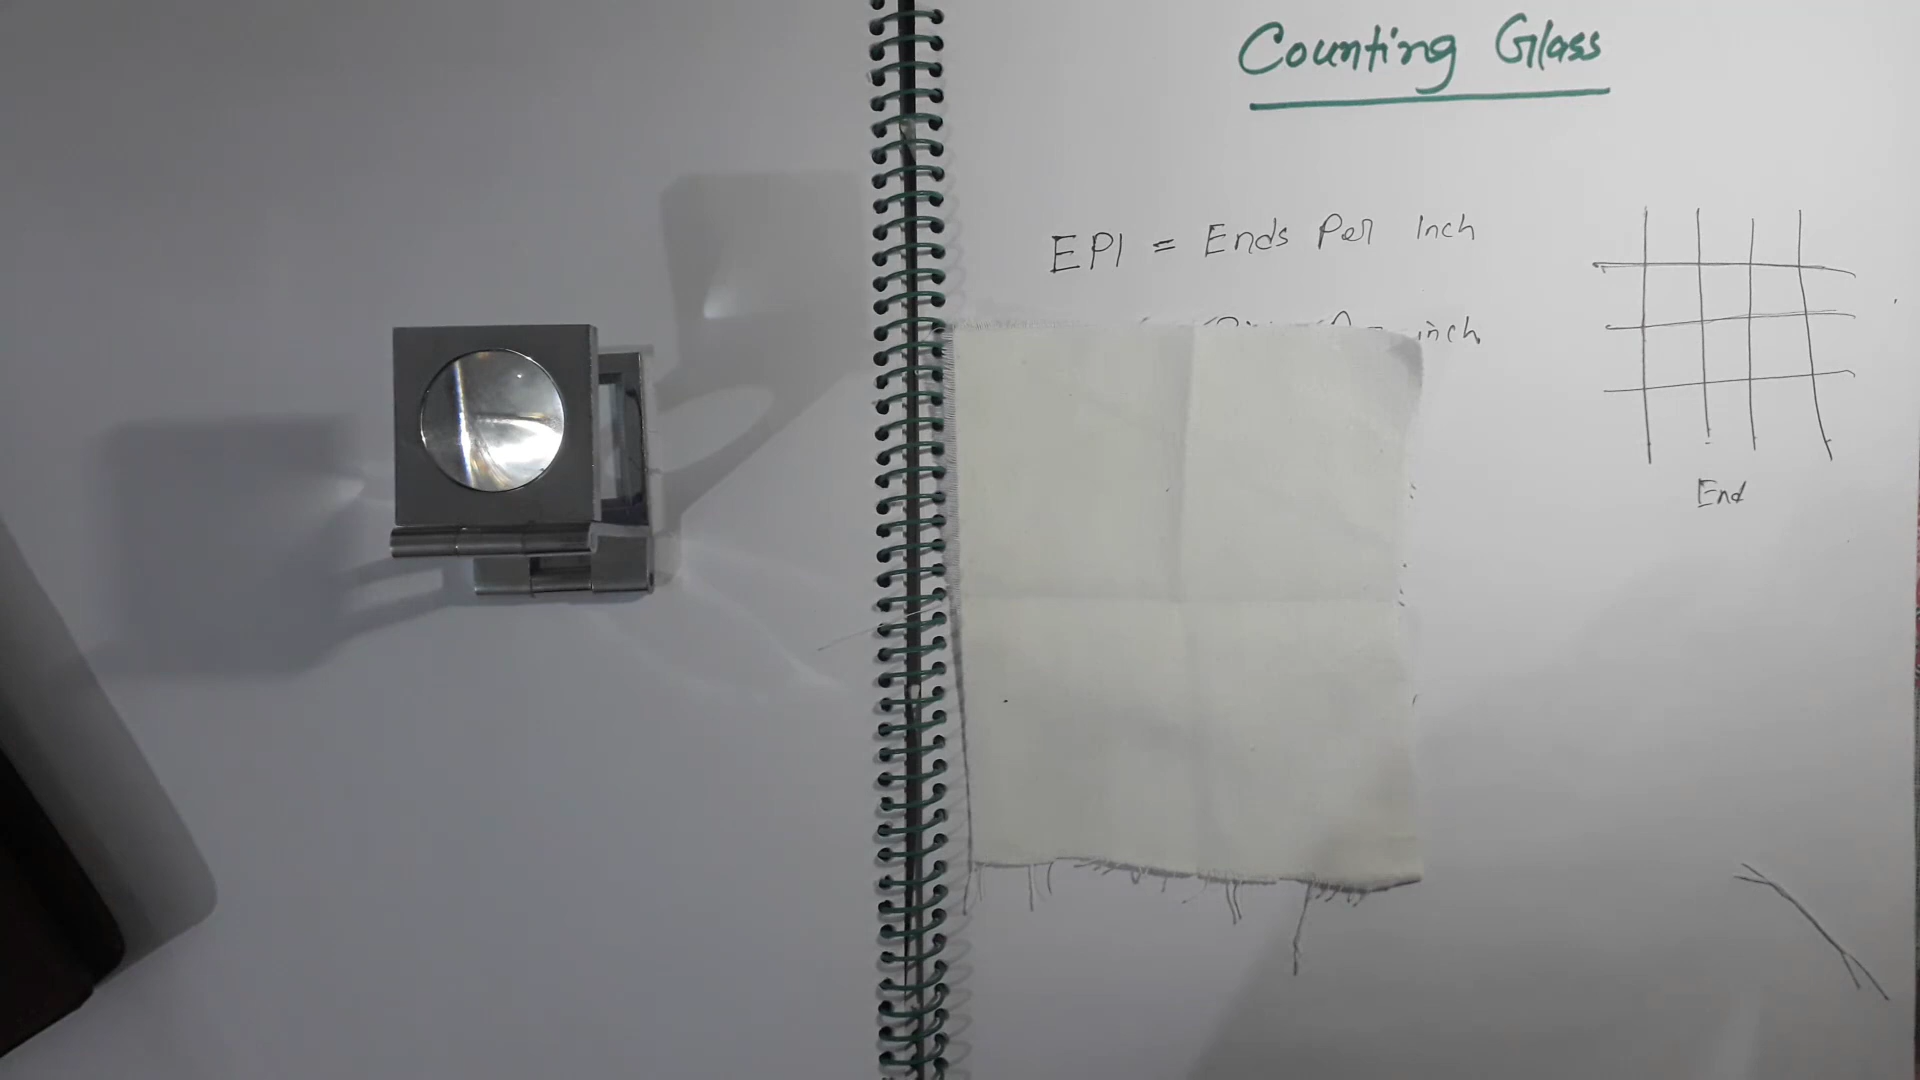 Counting Glass
EPI = Ends Per Inch
inch
End